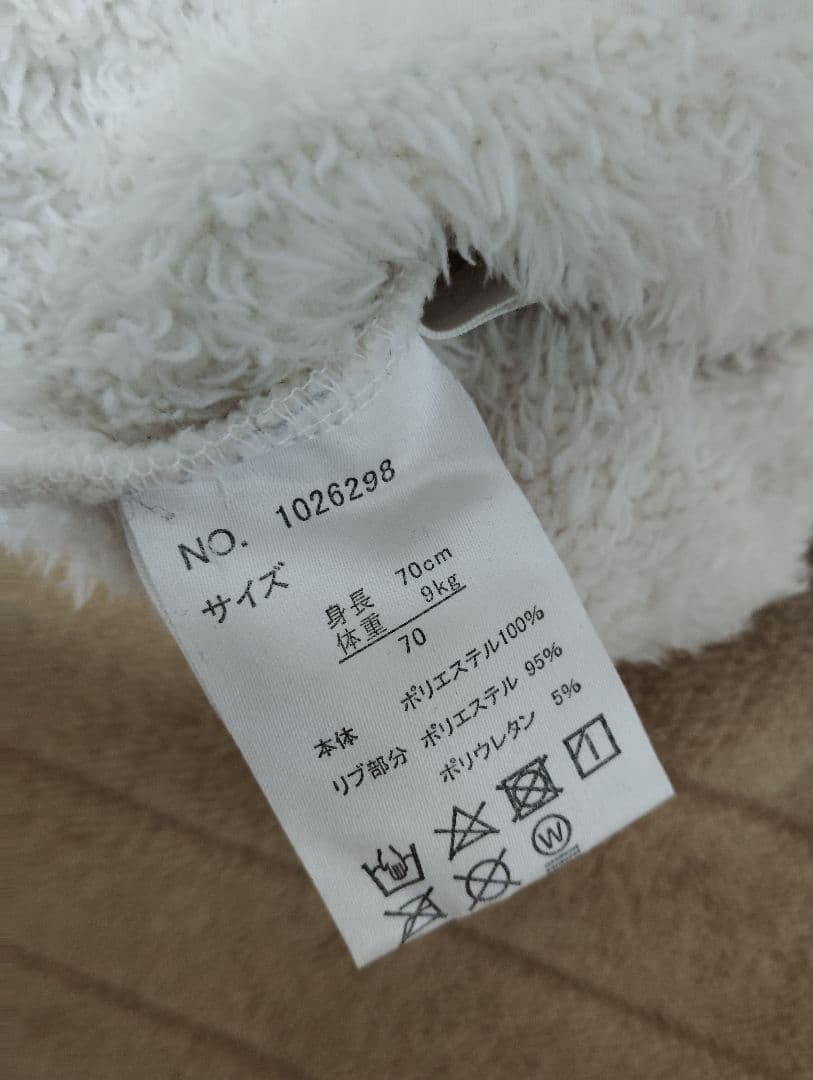 NO. 1026298
サイズ
身長 70cm
体重 9kg
70
本体 ポリエステル100%
リブ部分 ポリエステル 95%
ポリウレタン 5%
W